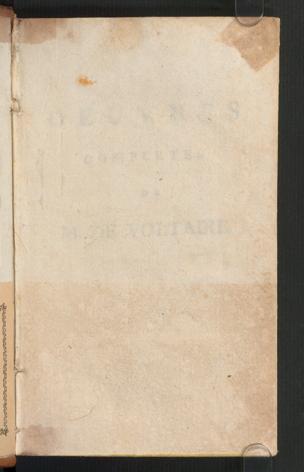 OEUVRES
COMPLETES
DE
M. DE VOLTAIRE